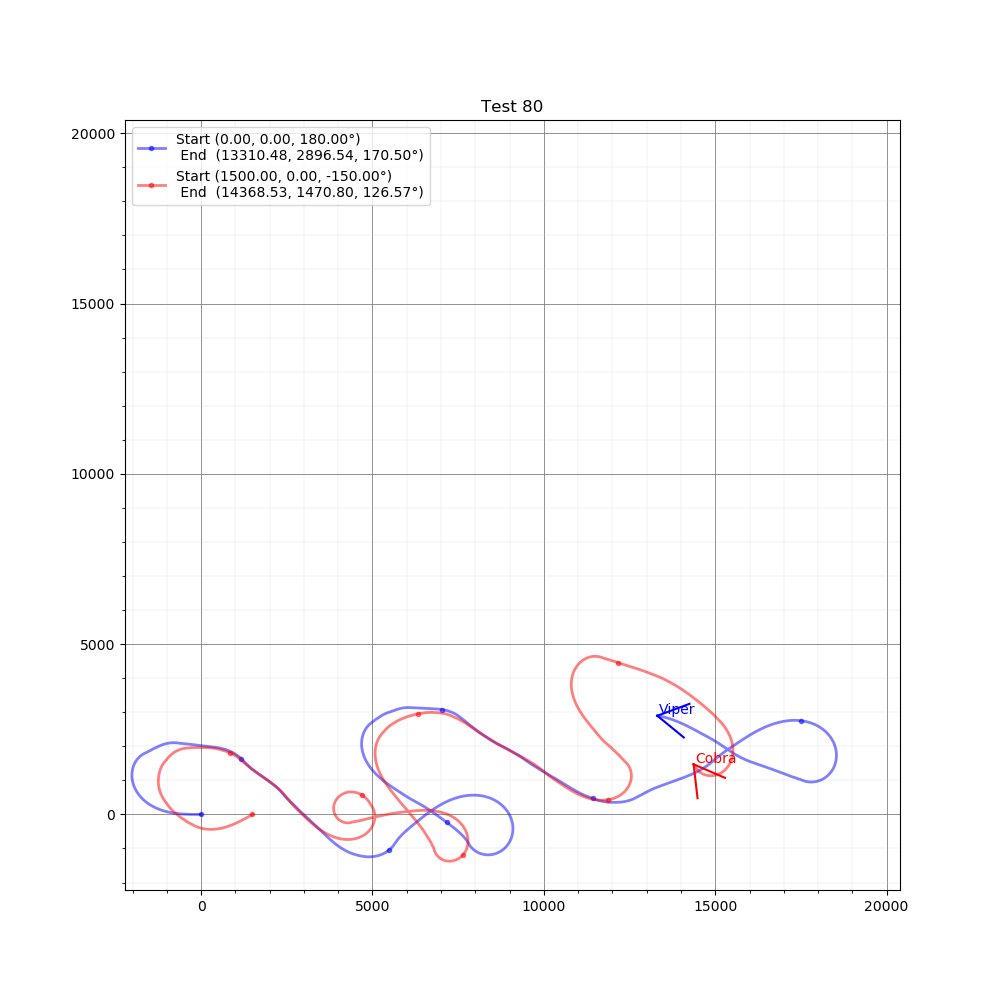 Test 80
Start (0.00, 0.00, 180.00°)
End (13310.48, 2896.54, 170.50°)
Start (1500.00, 0.00, -150.00°)
End (14368.53, 1470.80, 126.57°)
20000
15000
10000
5000
0
Viper
Cobra
0 5000 10000 15000 20000